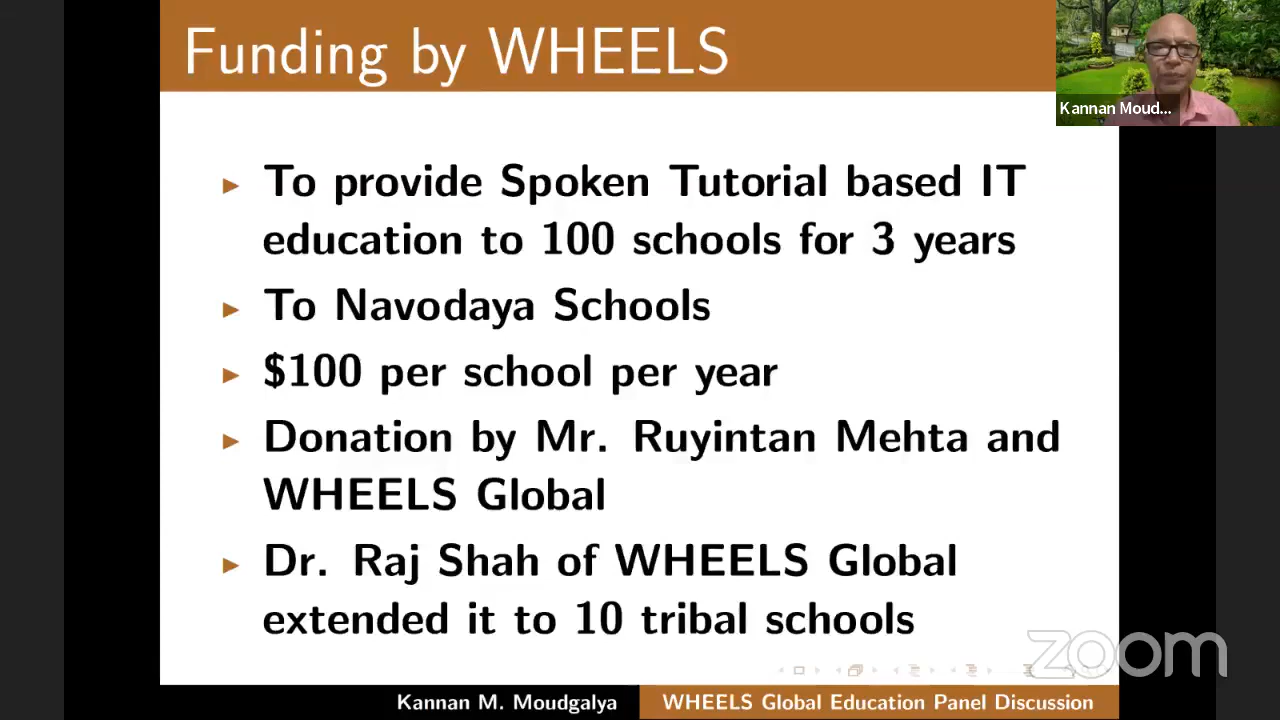 Funding by WHEELS
Kannan Moud...
To provide Spoken Tutorial based IT
education to 100 schools for 3 years
To Navodaya Schools
$100 per school per year
Donation by Mr. Ruyintan Mehta and
WHEELS Global
Dr. Raj Shah of WHEELS Global
extended it to 10 tribal schools
zoom
Kannan M. Moudgalya
WHEELS Global Education Panel Discussion